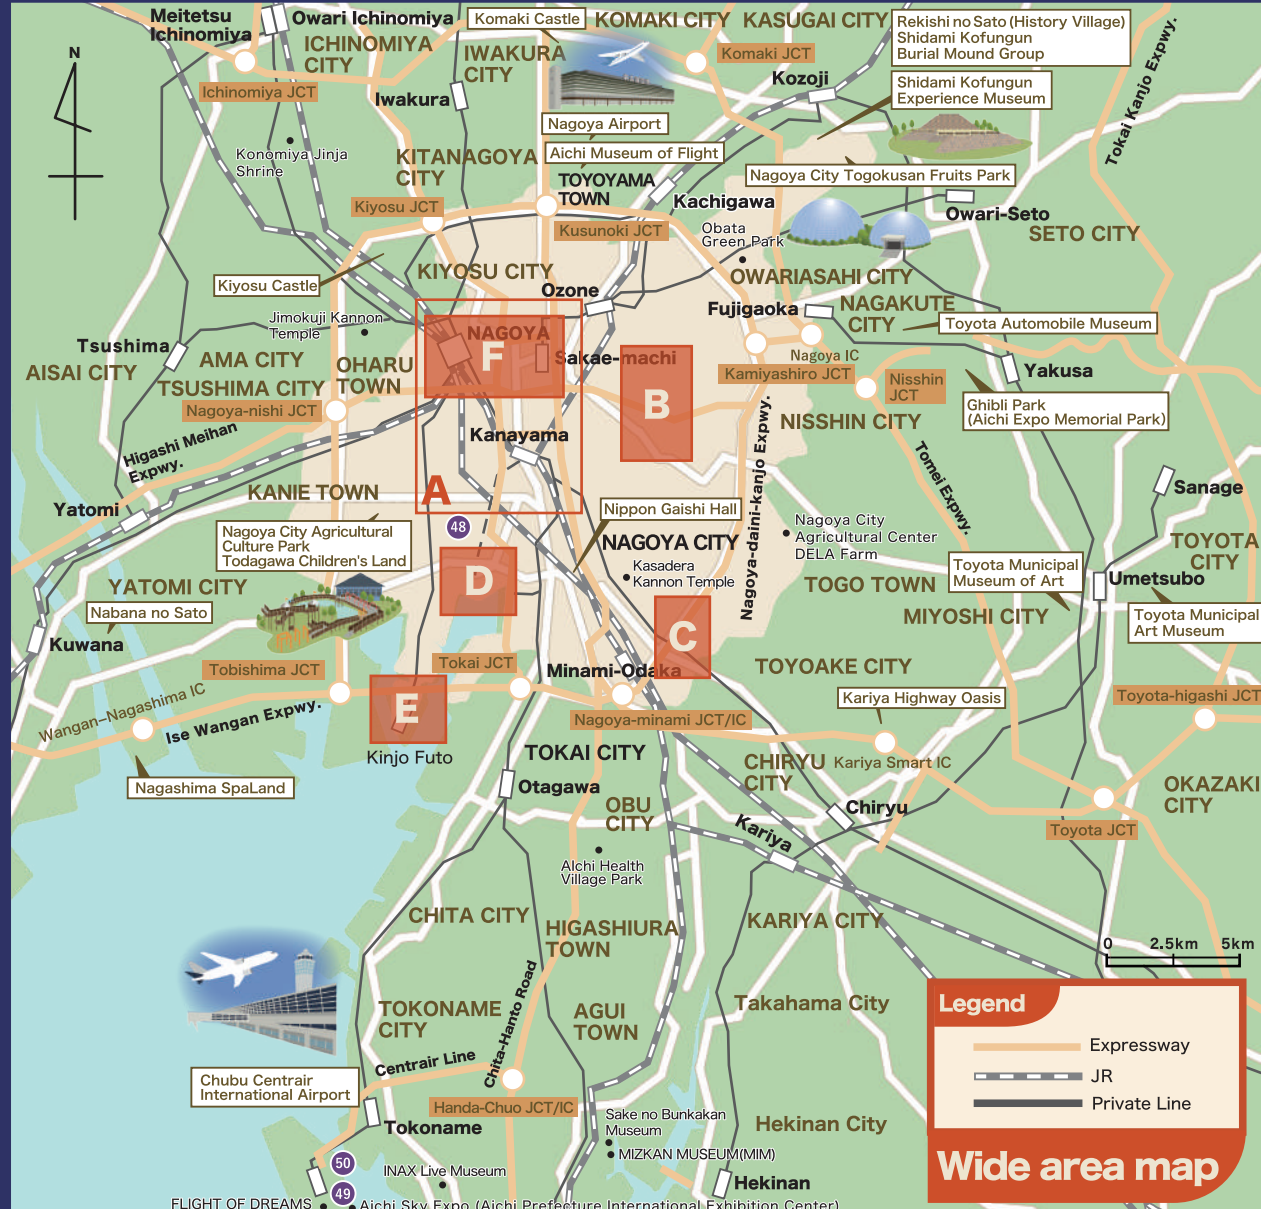 Meitetsu
Ichinomiya
Owari Ichinomiya
Komaki Castle
KOMAKI CITY
KASUGAI CITY
Rekishi no Sato (History Village)
Shidami Kofungun
Burial Mound Group
ICHINOMIYA
CITY
IWAKURA
CITY
Komaki JCT
Ichinomiya JCT
Iwakura
Kozoji
Shidami Kofungun
Experience Museum
Tokai Kanjo Expwy.
N
Nagoya Airport
Aichi Museum of Flight
Konomiya Jinja
Shrine
KITANAGOYA
CITY
TOYOYAMA
TOWN
Nagoya City Togokusan Fruits Park
Kachigawa
Kiyosu JCT
Kusunoki JCT
Obata
Green Park
Owari-Seto
SETO CITY
Kiyosu Castle
KIYOSU CITY
OWARIASAHI CITY
Ozone
Fujigaoka
NAGAKUTE
CITY
Toyota Automobile Museum
Jimokuji Kannon
Temple
Tsushima
AISAI CITY
AMA CITY
OHARU
TOWN
TSUSHIMA CITY
NAGOYA
F
Sakae-machi
B
Nagoya IC
Kamiyashiro JCT
Nisshin
JCT
Yakusa
Ghibli Park
(Aichi Expo Memorial Park)
Nagoya-nishi JCT
NISSHIN CITY
Higashi Meihan
Expwy.
Kanayama
A
48
Nagoya-daini-kanjo Expwy.
Tomei Expwy.
Sanage
KANIE TOWN
Yatomi
Nagoya City Agricultural
Culture Park
Todagawa Children's Land
Nippon Gaishi Hall
NAGOYA CITY
Nagoya City
Agricultural Center
DELA Farm
TOYOTA
CITY
Kasadera
Kannon Temple
TOGO TOWN
Toyota Municipal
Museum of Art
Umetsubo
YATOMI CITY
Nabana no Sato
D
C
MIYOSHI CITY
Toyota Municipal
Art Museum
Kuwana
Tobishima JCT
Tokai JCT
Minami-Odaka
TOYOAKE CITY
Kariya Highway Oasis
Toyota-higashi JCT
Wangan-Nagashima IC
Ise Wangan Expwy.
E
Nagoya-minami JCT/IC
Kinjo Futo
TOKAI CITY
CHIRYU
CITY
Kariya Smart IC
Nagashima SpaLand
Otagawa
OBU
CITY
Chiryu
OKAZAKI
CITY
Kariya
Toyota JCT
AIchi Health
Village Park
CHITA CITY
HIGASHIURA
TOWN
KARIYA CITY
0 2.5km 5km
TOKONAME
CITY
Chita-Hanto Road
AGUI
TOWN
Takahama City
Legend
Expressway
JR
Private Line
Wide area map
Centrair Line
Chubu Centrair
International Airport
Handa-Chuo JCT/IC
Tokoname
Sake no Bunkakan
Museum
MIZKAN MUSEUM(MIM)
Hekinan City
50
INAX Live Museum
49
Hekinan
FLIGHT OF DREAMS
Aichi Sky Expo (Aichi Prefecture International Exhibition Center)